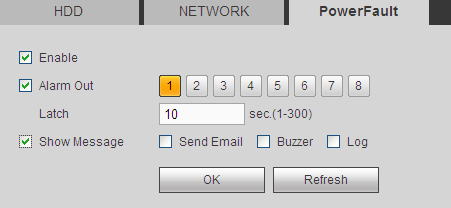 HDD NETWORK PowerFault
Enable
Alarm Out 1 2 3 4 5 6 7 8
Latch 10 sec.(1-300)
Show Message Send Email Buzzer Log
OK Refresh